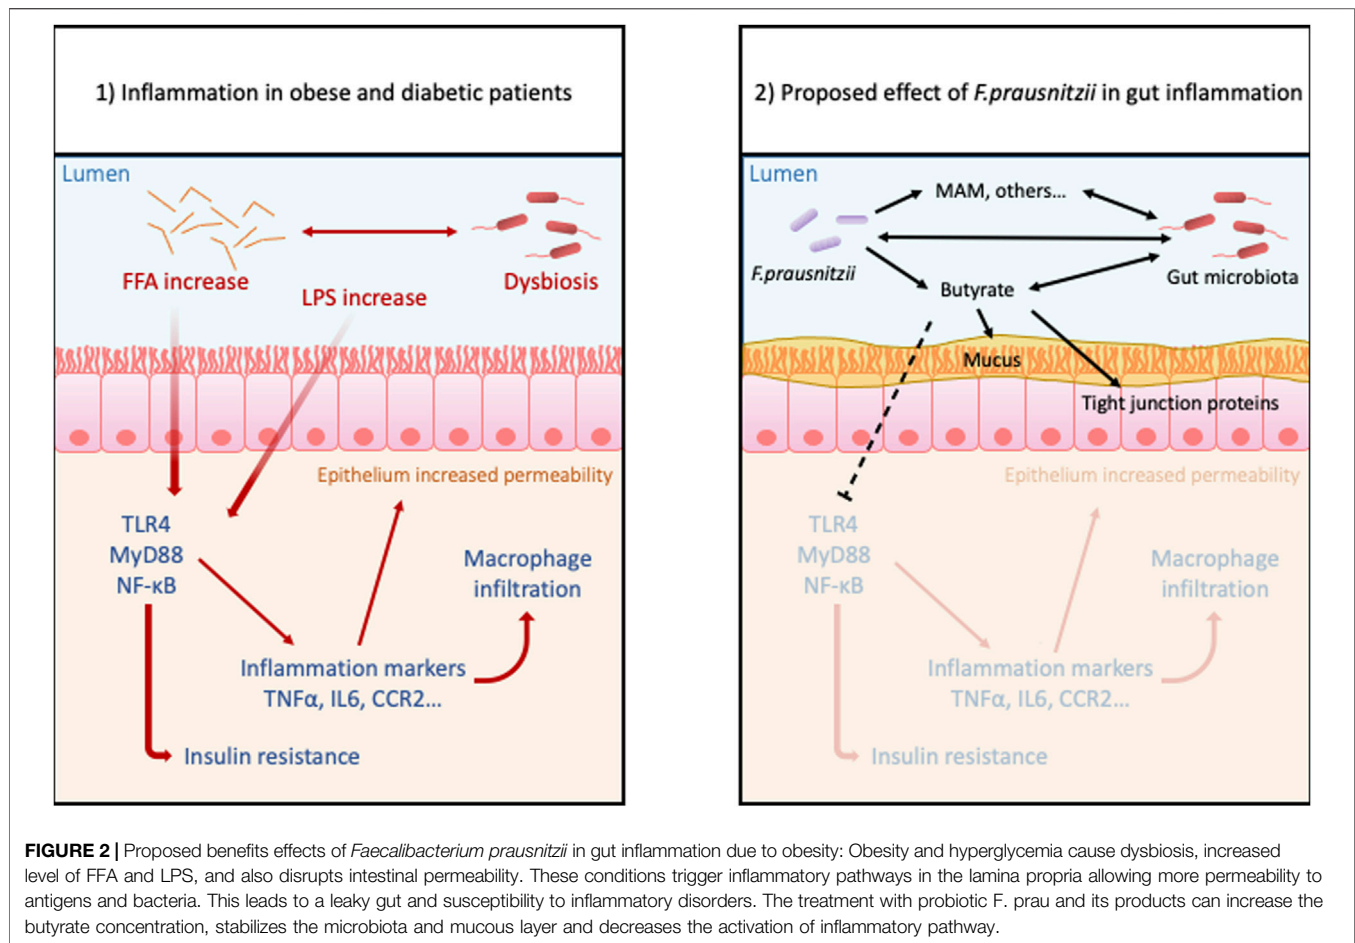 1) Inflammation in obese and diabetic patients
Lumen
FFA increase
LPS increase
Dysbiosis
Epithelium increased permeability
TLR4
MyD88
NF-κB
Macrophage
infiltration
Inflammation markers
TNFα, IL6, CCR2...
Insulin resistance
2) Proposed effect of F.prausnitzii in gut inflammation
Lumen
MAM, others...
F.prausnitzii
Gut microbiota
Butyrate
Mucus
Tight junction proteins
Epithelium increased permeability
TLR4
MyD88
NF-κB
Macrophage
infiltration
Inflammation markers
TNFα, IL6, CCR2...
Insulin resistance
FIGURE 2 | Proposed benefits effects of Faecalibacterium prausnitzii in gut inflammation due to obesity: Obesity and hyperglycemia cause dysbiosis, increased
level of FFA and LPS, and also disrupts intestinal permeability. These conditions trigger inflammatory pathways in the lamina propria allowing more permeability to
antigens and bacteria. This leads to a leaky gut and susceptibility to inflammatory disorders. The treatment with probiotic F. prau and its products can increase the
butyrate concentration, stabilizes the microbiota and mucous layer and decreases the activation of inflammatory pathway.